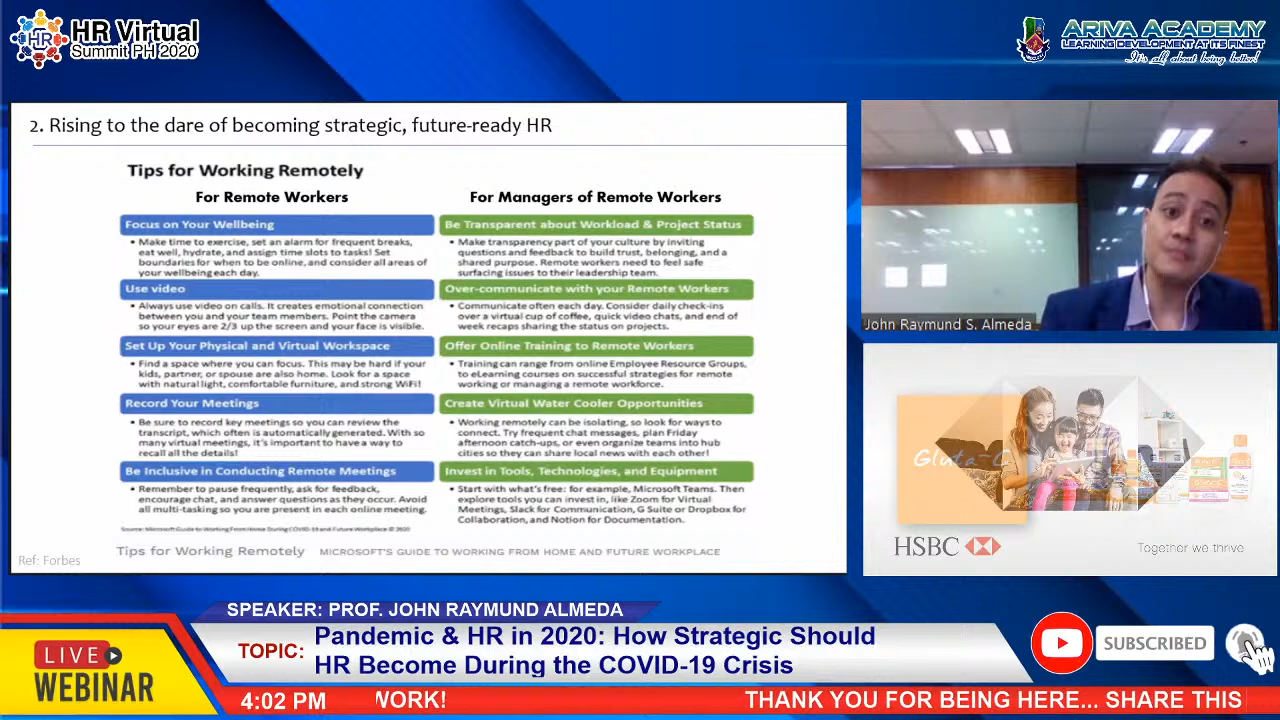 HR
HR Virtual
Summit PH 2020
ARIVA ACADEMY
LEARNING DEVELOPMENT AT ITS FINEST
It's all about being better!
2. Rising to the dare of becoming strategic, future-ready HR
Tips for Working Remotely
For Remote Workers
Focus on Your Wellbeing
• Make time to exercise, set an alarm for frequent breaks,
eat well, hydrate, and assign time slots to tasks! Set
boundaries for when to be online, and consider all areas of
your wellbeing each day.
Use video
• Always use video on calls. It creates emotional connection
between you and your team members. Point the camera
so your eyes are 2/3 up the screen and your face is visible.
Set Up Your Physical and Virtual Workspace
• Find a space where you can focus. This may be hard if your
kids, partner, or spouse are also home. Look for a space
with natural light, comfortable furniture, and strong WiFi!
Record Your Meetings
• Be sure to record key meetings so you can review the
transcript, which often is automatically generated. With so
many virtual meetings, it's important to have a way to
recall all the details!
Be Inclusive in Conducting Remote Meetings
• Remember to pause frequently, ask for feedback,
encourage chat, and answer questions as they occur. Avoid
all multi-tasking so you are present in each online meeting.
Source: Microsoft Guide to Working From Home During COVID-19 and Future Workplace © 2020
For Managers of Remote Workers
Be Transparent about Workload & Project Status
• Make transparency part of your culture by inviting
questions and feedback to build trust, belonging, and a
shared purpose. Remote workers need to feel safe
surfacing issues to their leadership team.
Over-communicate with your Remote Workers
• Communicate often each day. Consider daily check-ins
over a virtual cup of coffee, quick video chats, and end of
week recaps sharing the status on projects.
Offer Online Training to Remote Workers
• Training can range from online Employee Resource Groups,
to eLearning courses on successful strategies for remote
working or managing a remote workforce.
Create Virtual Water Cooler Opportunities
• Working remotely can be isolating, so look for ways to
connect. Try frequent chat messages, plan Friday
afternoon catch-ups, or even organize teams into hub
cities so they can share local news with each other!
Invest in Tools, Technologies, and Equipment
• Start with what's free: for example, Microsoft Teams. Then
explore tools you can invest in, like Zoom for Virtual
Meetings, Slack for Communication, G Suite or Dropbox for
Collaboration, and Notion for Documentation.
Tips for Working Remotely MICROSOFT'S GUIDE TO WORKING FROM HOME AND FUTURE WORKPLACE
Ref: Forbes
John Raymund S. Almeda
Gluta-C
HSBC
Together we thrive
SPEAKER: PROF. JOHN RAYMUND ALMEDA
LIVE
WEBINAR
TOPIC:
Pandemic & HR in 2020: How Strategic Should
HR Become During the COVID-19 Crisis
SUBSCRIBED
4:02 PM
WORK!
THANK YOU FOR BEING HERE... SHARE THIS